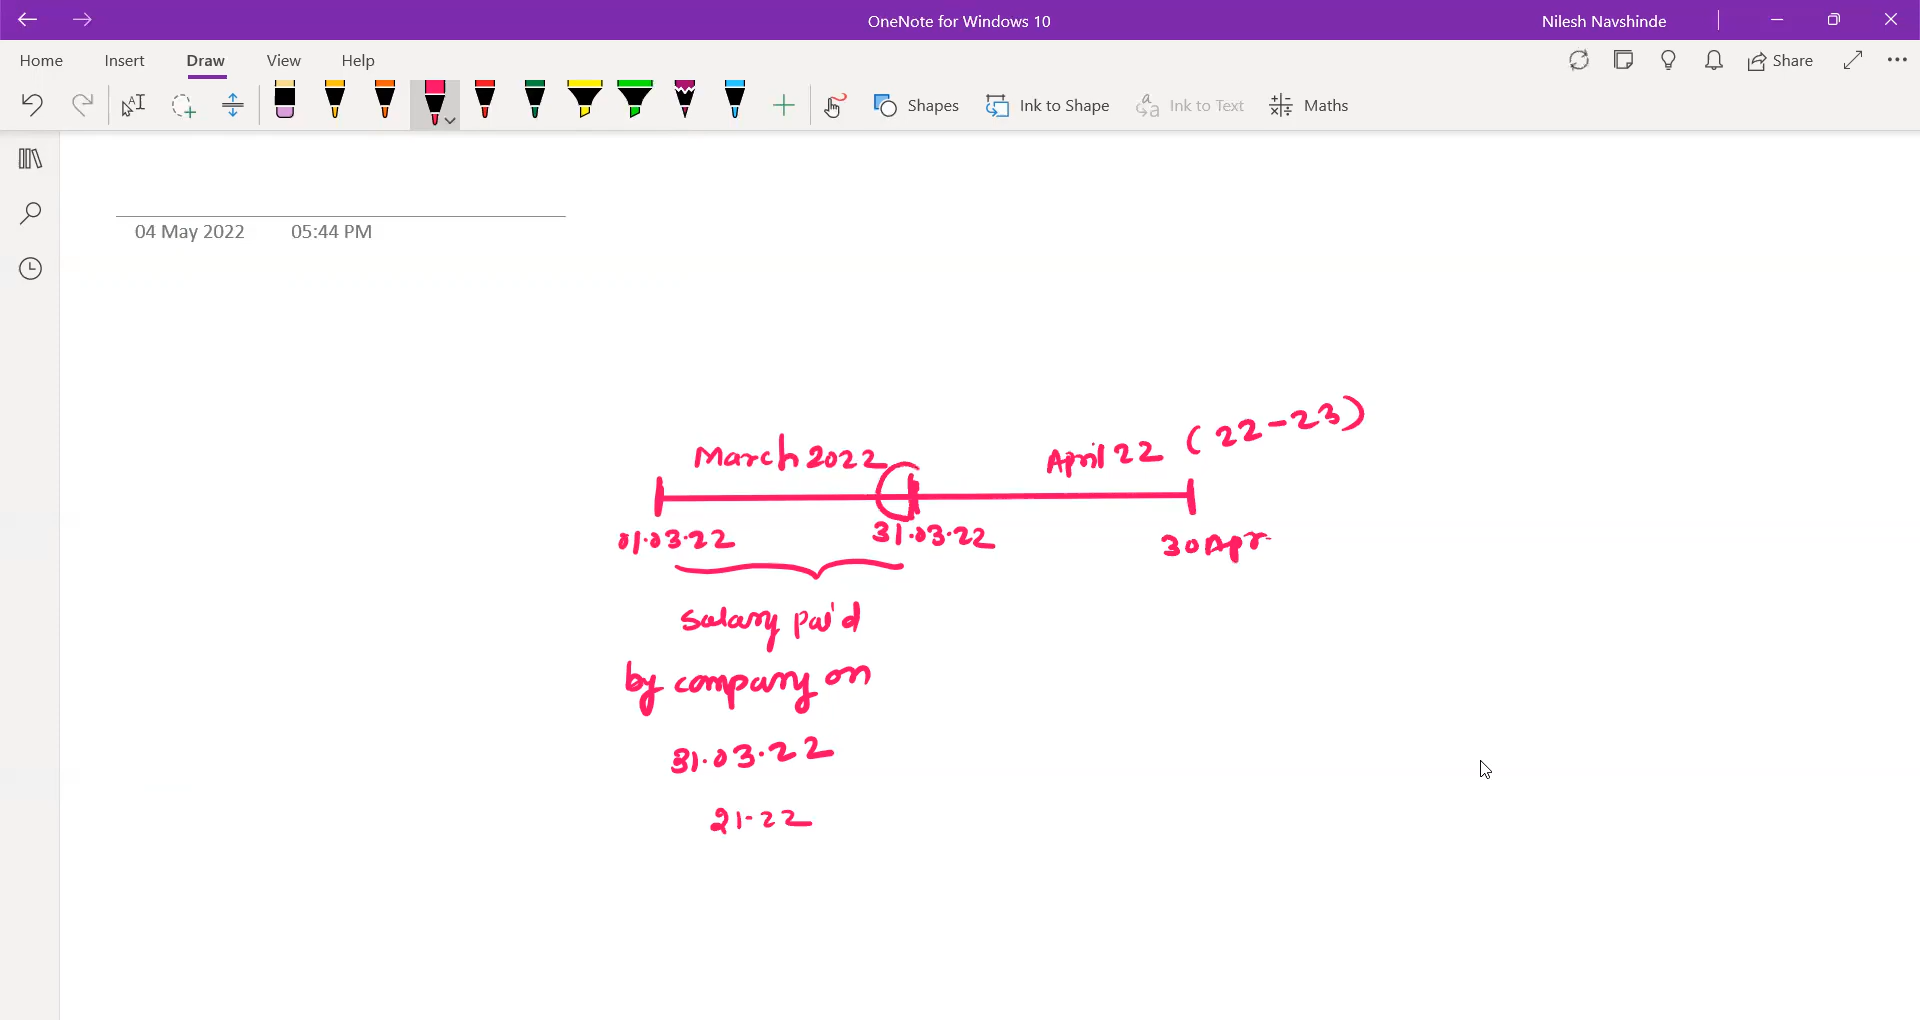 OneNote for Windows 10
Nilesh Navshinde
Home Insert Draw View Help
Share
Shapes Ink to Shape Ink to Text Maths
04 May 2022 05:44 PM
March 2022 April 22 (22-23)
01.03.22 31.03.22 30 Apr
salary paid
by company on
31.03.22
21-22